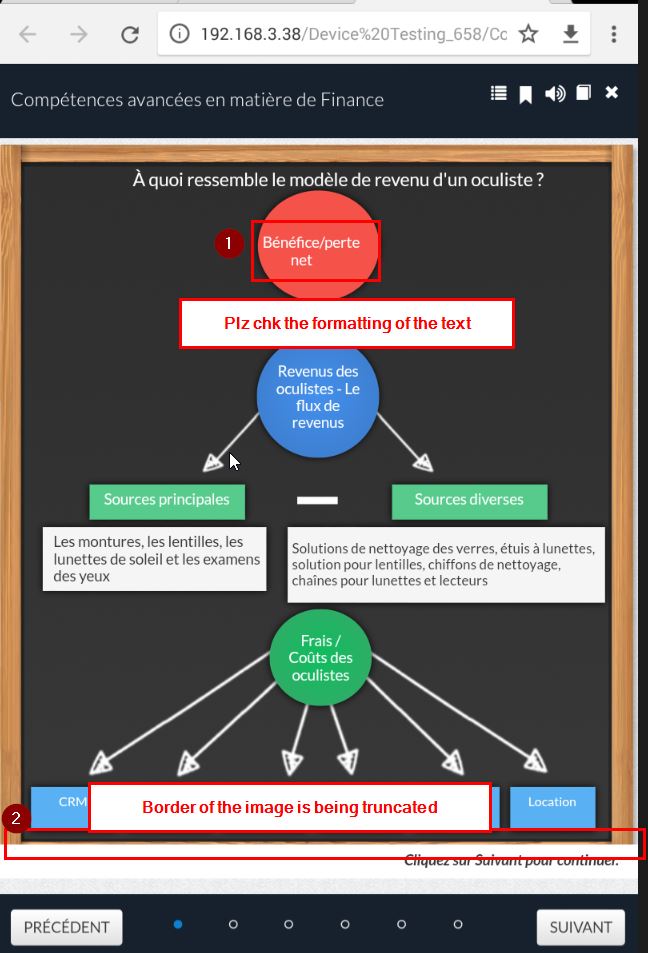 192.168.3.38/Device%20Testing_658/Co
Compétences avancées en matière de Finance
À quoi ressemble le modèle de revenu d'un oculiste ?
1
Bénéfice/perte
net
Plz chk the formatting of the text
Revenus des
oculistes - Le
flux de
revenus
Sources principales
Sources diverses
Les montures, les lentilles, les
lunettes de soleil et les examens
des yeux
Solutions de nettoyage des verres, étuis à lunettes,
solution pour lentilles, chiffons de nettoyage,
chaînes pour lunettes et lecteurs
Frais /
Coûts des
oculistes
CRM
Location
Border of the image is being truncated
2
Cliquez sur Suivant pour continuer.
PRÉCÉDENT
SUIVANT